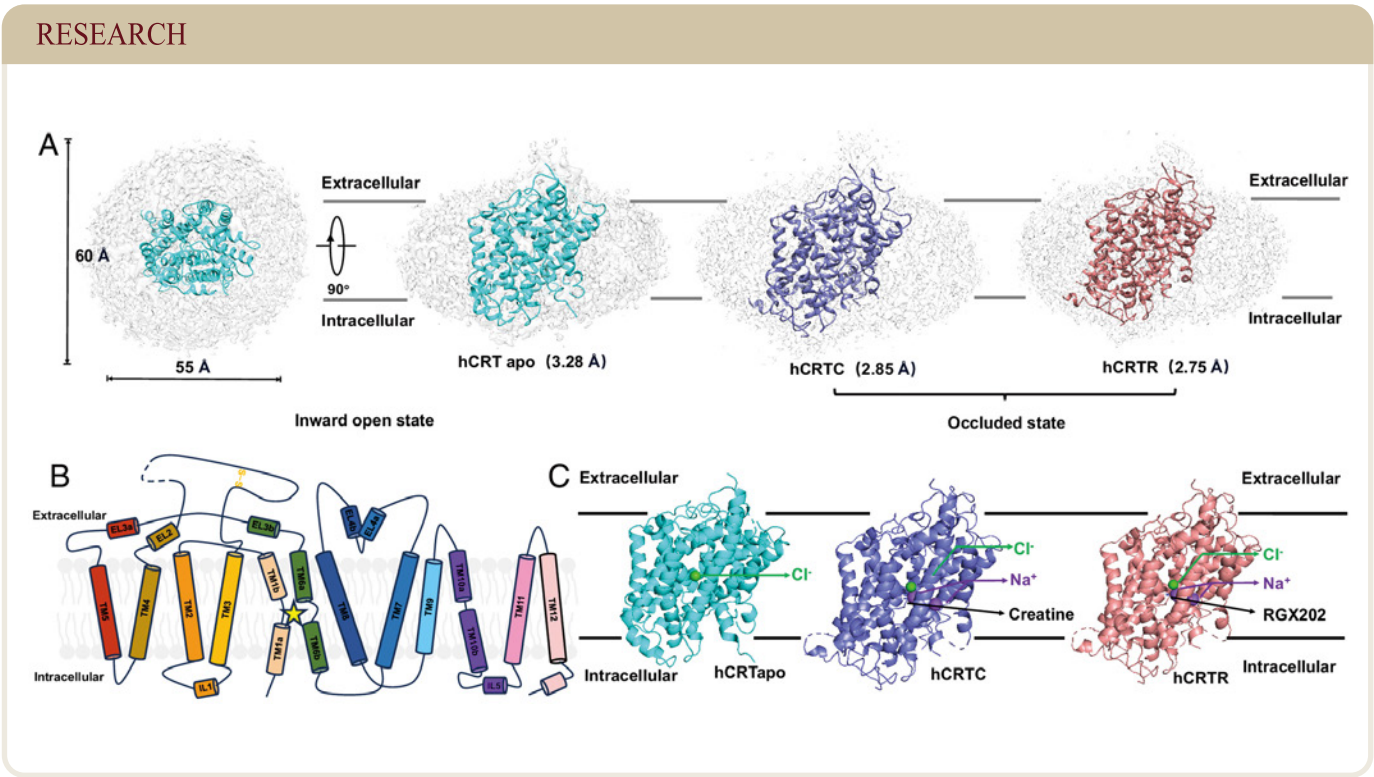 RESEARCH
A
60 Å
55 Å
Extracellular
90°
Intracellular
hCRT apo (3.28 Å)
hCRTC (2.85 Å)
hCRTR (2.75 Å)
Extracellular
Intracellular
Inward open state
Occluded state
B
Extracellular
EL3a
EL2
EL3b
EL4b
EL4a
TM5
TM4
TM2
TM3
TM1b
TM6a
TM1a
TM6b
TM8
TM7
TM9
TM10a
TM10b
TM11
TM12
Intracellular
IL1
IL5
C
Extracellular
Extracellular
Cl-
Cl-
Na+
Creatine
Cl-
Na+
RGX202
Intracellular
hCRTapo
hCRTC
hCRTR
Intracellular